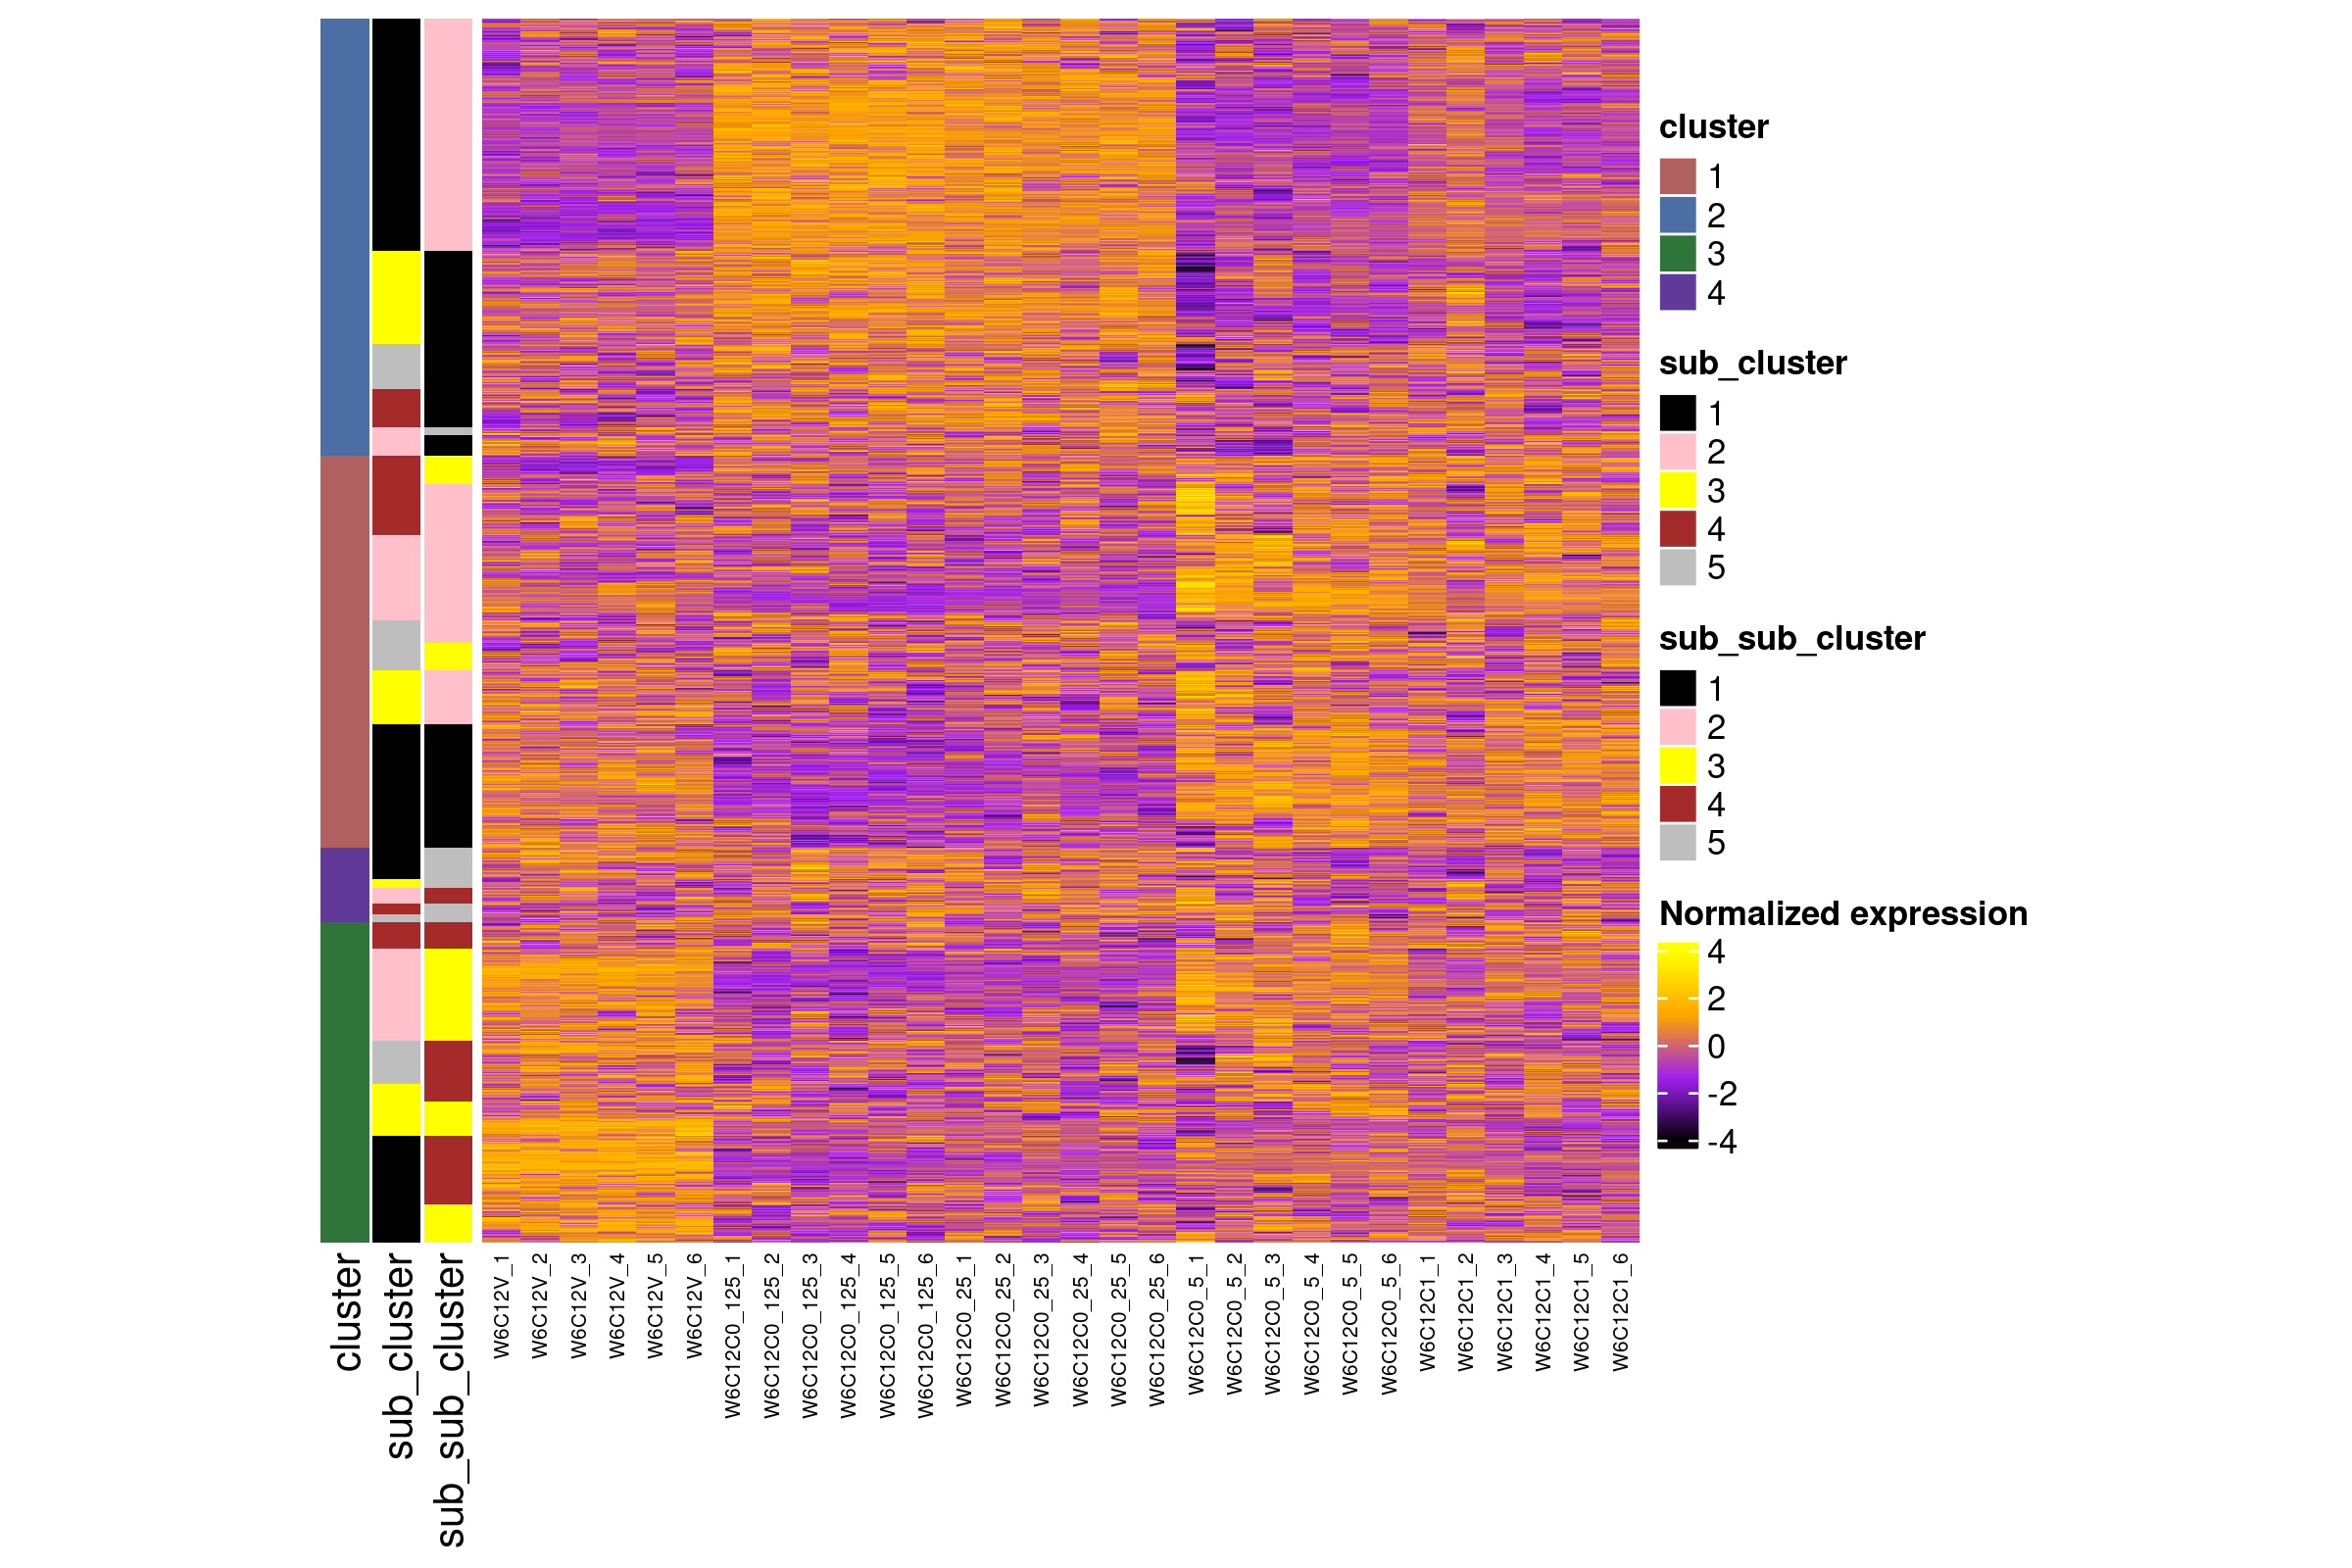 cluster
1
2
3
4
sub_cluster
1
2
3
4
5
sub_sub_cluster
1
2
3
4
5
Normalized expression
4
2
0
-2
-4
cluster
sub_cluster
sub_sub_cluster
W6C12V_1
W6C12V_2
W6C12V_3
W6C12V_4
W6C12V_5
W6C12V_6
W6C12C0_125_1
W6C12C0_125_2
W6C12C0_125_3
W6C12C0_125_4
W6C12C0_125_5
W6C12C0_125_6
W6C12C0_25_1
W6C12C0_25_2
W6C12C0_25_3
W6C12C0_25_4
W6C12C0_25_5
W6C12C0_25_6
W6C12C0_5_1
W6C12C0_5_2
W6C12C0_5_3
W6C12C0_5_4
W6C12C0_5_5
W6C12C0_5_6
W6C12C1_1
W6C12C1_2
W6C12C1_3
W6C12C1_4
W6C12C1_5
W6C12C1_6